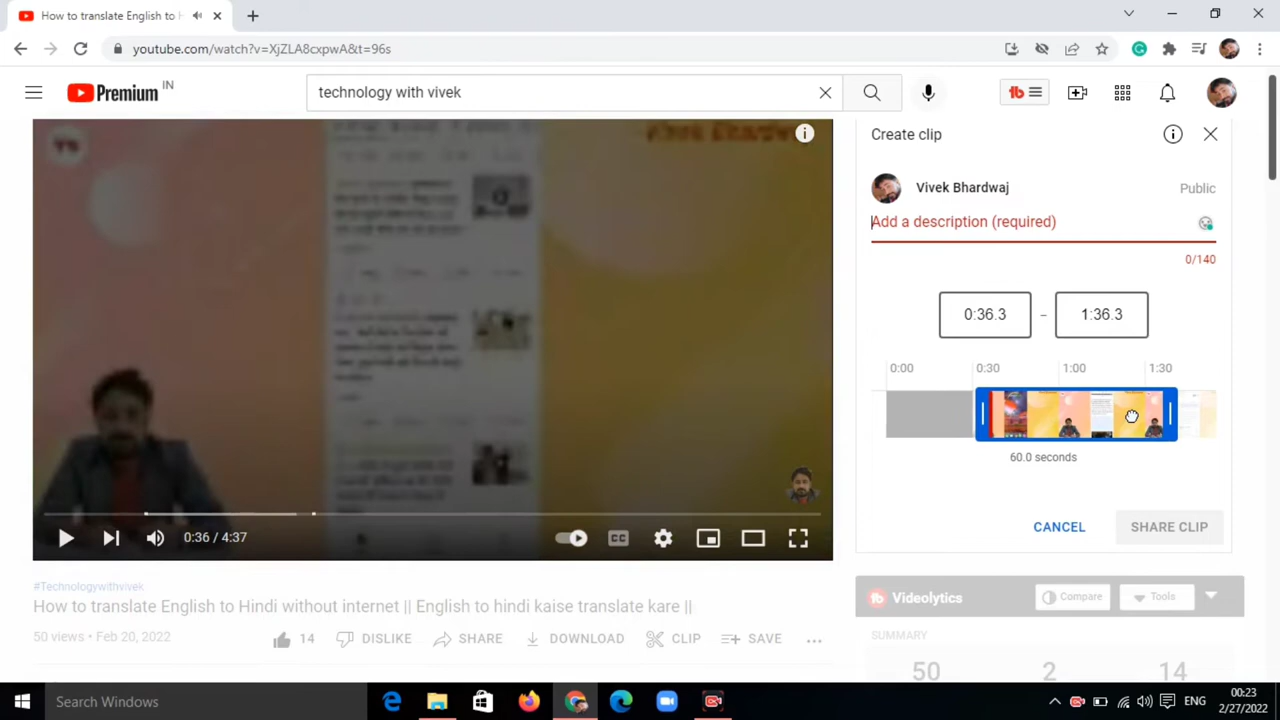 How to translate English to H
youtube.com/watch?v=XjZLA8cxpwA&t=96s
Premium IN
technology with vivek
Create clip
Vivek Bhardwaj
Public
Add a description (required)
0/140
0:36.3 – 1:36.3
0:00 0:30 1:00 1:30
60.0 seconds
CANCEL
SHARE CLIP
CC
0:36 / 4:37
#Technologywithvivek
How to translate English to Hindi without internet || English to hindi kaise translate kare ||
50 views • Feb 20, 2022
14 DISLIKE SHARE DOWNLOAD CLIP SAVE
Videolytics
Compare
Tools
SUMMARY
50 2 14
Search Windows
ENG
00:23
2/27/2022